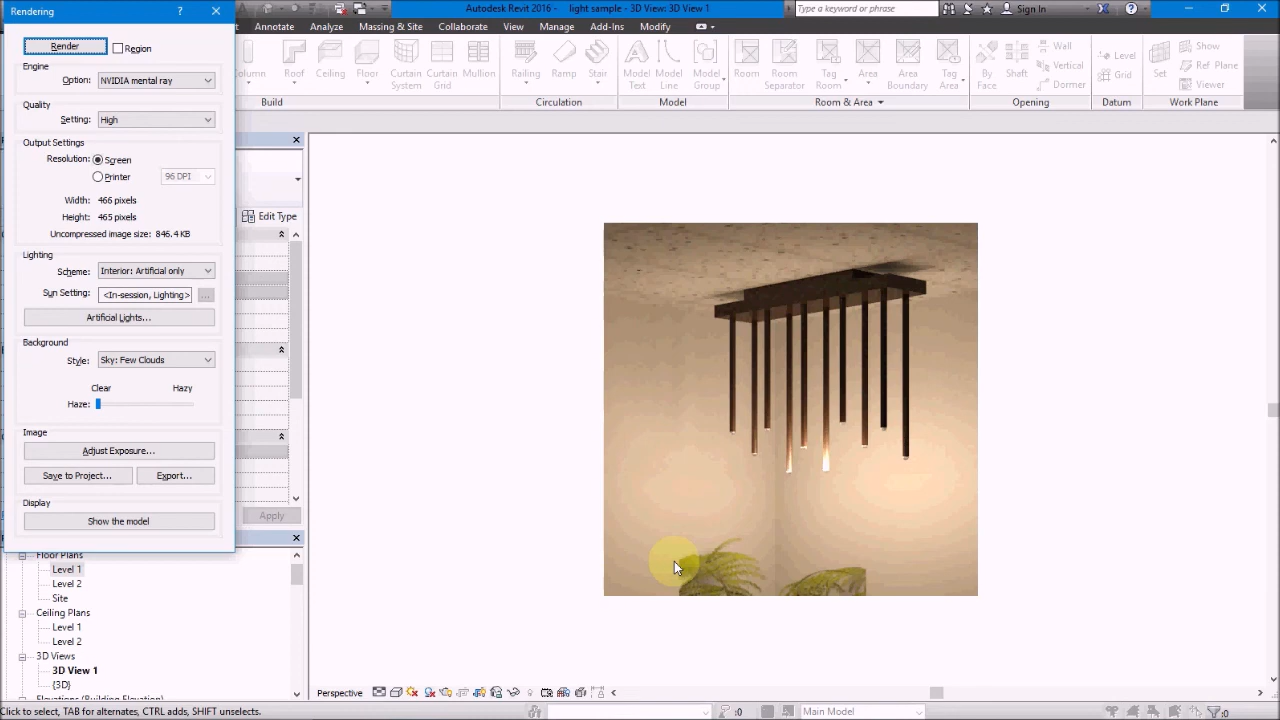 Rendering
?
Autodesk Revit 2016 - light sample - 3D View: 3D View 1
Type a keyword or phrase
Sign In
Annotate Analyze Massing & Site Collaborate View Manage Add-Ins Modify
Render
Region
Engine
Option: NVIDIA mental ray
Quality
Setting: High
Output Settings
Resolution: Screen
Printer 96 DPI
Width: 466 pixels
Height: 465 pixels
Uncompressed image size: 846.4 KB
Lighting
Scheme: Interior: Artificial only
Sun Setting: <In-session, Lighting> ...
Artificial Lights...
Background
Style: Sky: Few Clouds
Clear Hazy
Haze:
Image
Adjust Exposure...
Save to Project... Export...
Display
Show the model
Roof
Ceiling
Floor
Curtain System
Curtain Grid
Mullion
Railing
Ramp
Stair
Model Text
Model Line
Model Group
Room
Room Separator
Tag Room
Area
Area Boundary
Tag Area
By Face
Shaft
Wall
Vertical
Dormer
Level
Grid
Set
Show
Ref Plane
Viewer
Build Circulation Model Room & Area Opening Datum Work Plane
Edit Type
Apply
Floor Plans
Level 1
Level 2
Site
Ceiling Plans
Level 1
Level 2
3D Views
3D View 1
{3D}
Elevations (Building Elevation)
Perspective
Click to select, TAB for alternates, CTRL adds, SHIFT unselects.
:0
Main Model
:0